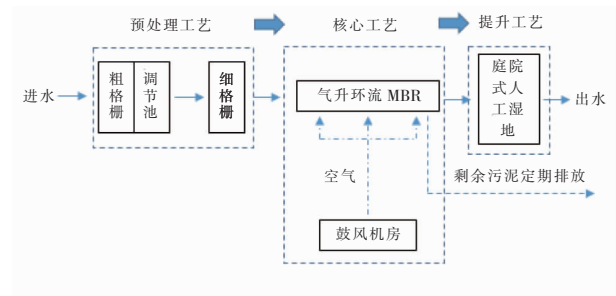 预处理工艺
核心工艺
提升工艺
进水
粗格栅
调节池
细格栅
气升环流 MBR
庭院式人工湿地
出水
空气
剩余污泥定期排放
鼓风机房